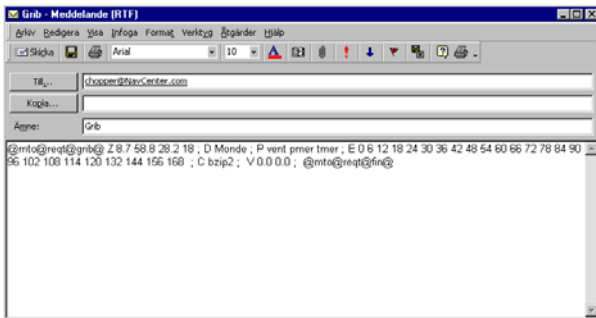 Grib - Meddelande (RTF)
Arkiv Redigera Visa Infoga Format Verktyg Åtgärder Hjälp
Skicka Arial 10 A
Till...
chopper@NavCenter.com
Kopia...
Ämne: Grib
@mto@reqt@grib@ Z 8.7 58.8 28.2 18 ; D Monde ; P vent pmer tmer ; E 0 6 12 18 24 30 36 42 48 54 60 66 72 78 84 90
96 102 108 114 120 132 144 156 168 ; C bzip2 ; V 0.0 0.0 ; @mto@reqt@fin@